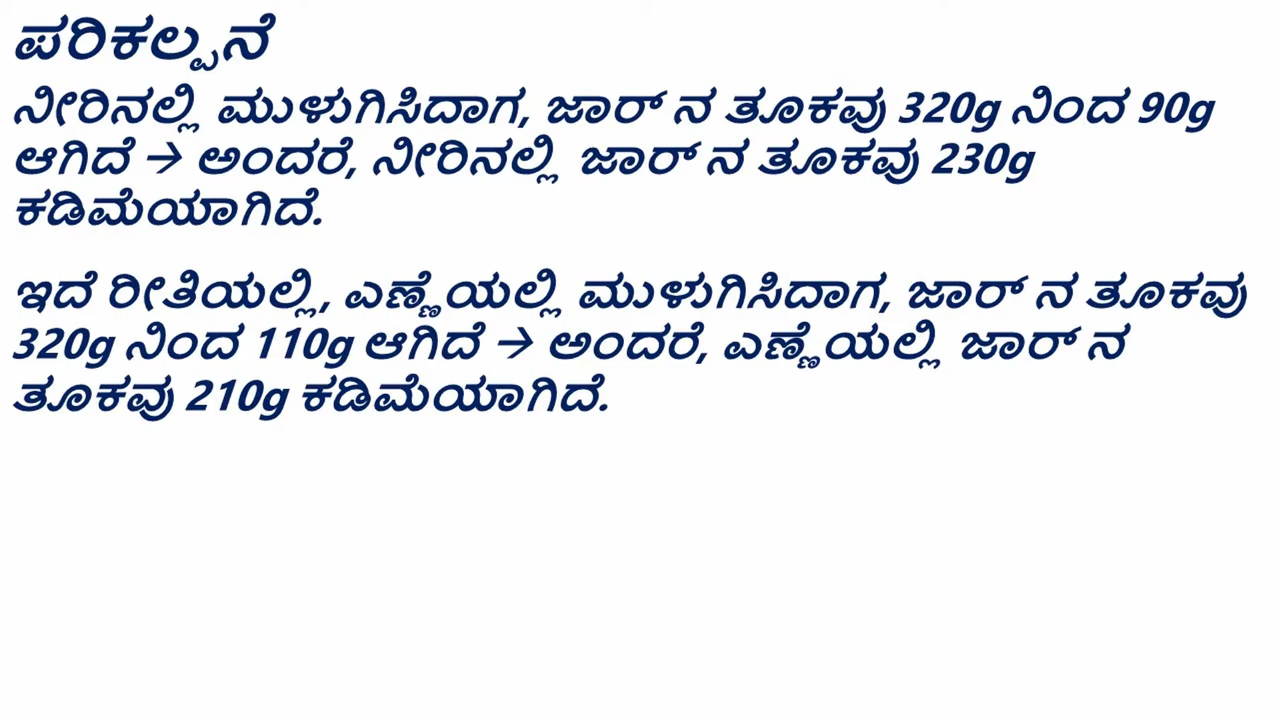 ಪರಿಕಲ್ಪನೆ
ನೀರಿನಲ್ಲಿ ಮುಳುಗಿಸಿದಾಗ, ಜಾರ್ ನ ತೂಕವು 320g ನಿಂದ 90g
ಆಗಿದೆ → ಅಂದರೆ, ನೀರಿನಲ್ಲಿ ಜಾರ್ ನ ತೂಕವು 230g
ಕಡಿಮೆಯಾಗಿದೆ.
ಇದೆ ರೀತಿಯಲ್ಲಿ, ಎಣ್ಣೆಯಲ್ಲಿ ಮುಳುಗಿಸಿದಾಗ, ಜಾರ್ ನ ತೂಕವು
320g ನಿಂದ 110g ಆಗಿದೆ → ಅಂದರೆ, ಎಣ್ಣೆಯಲ್ಲಿ ಜಾರ್ ನ
ತೂಕವು 210g ಕಡಿಮೆಯಾಗಿದೆ.